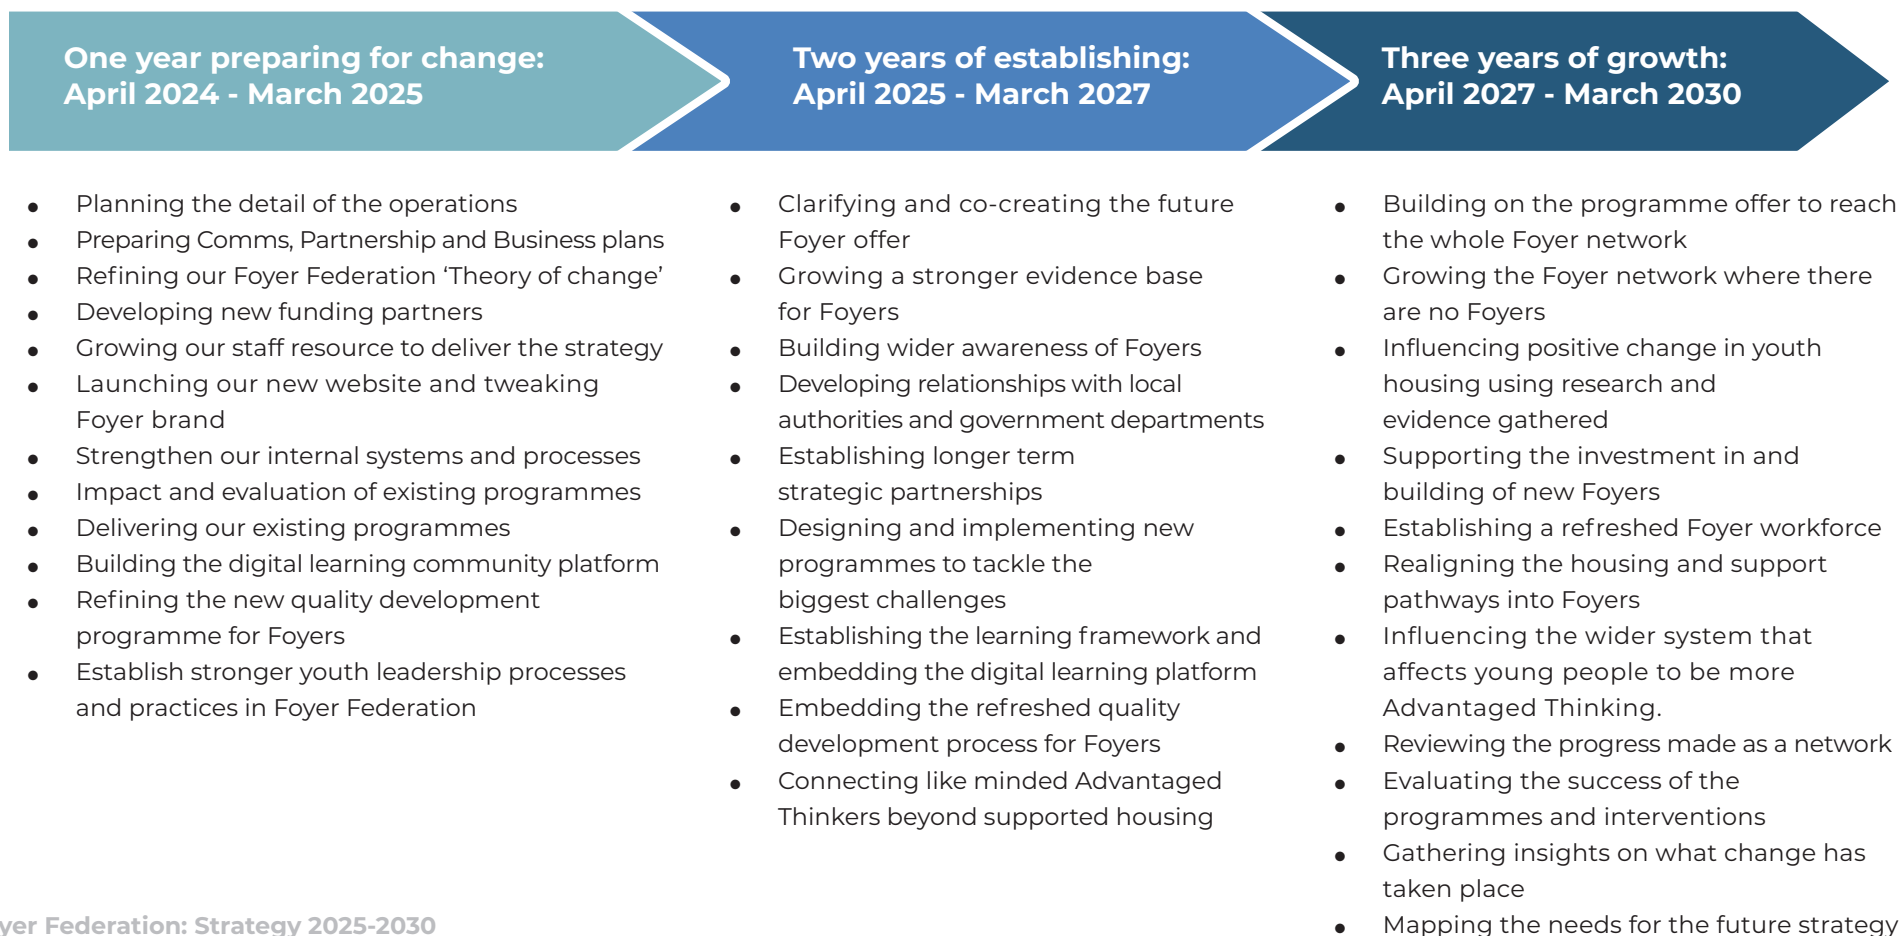 One year preparing for change:
April 2024 - March 2025
Two years of establishing:
April 2025 - March 2027
Three years of growth:
April 2027 - March 2030
• Planning the detail of the operations
• Preparing Comms, Partnership and Business plans
• Refining our Foyer Federation ‘Theory of change’
• Developing new funding partners
• Growing our staff resource to deliver the strategy
• Launching our new website and tweaking
Foyer brand
• Strengthen our internal systems and processes
• Impact and evaluation of existing programmes
• Delivering our existing programmes
• Building the digital learning community platform
• Refining the new quality development
programme for Foyers
• Establish stronger youth leadership processes
and practices in Foyer Federation
• Clarifying and co-creating the future
Foyer offer
• Growing a stronger evidence base
for Foyers
• Building wider awareness of Foyers
• Developing relationships with local
authorities and government departments
• Establishing longer term
strategic partnerships
• Designing and implementing new
programmes to tackle the
biggest challenges
• Establishing the learning framework and
embedding the digital learning platform
• Embedding the refreshed quality
development process for Foyers
• Connecting like minded Advantaged
Thinkers beyond supported housing
• Building on the programme offer to reach
the whole Foyer network
• Growing the Foyer network where there
are no Foyers
• Influencing positive change in youth
housing using research and
evidence gathered
• Supporting the investment in and
building of new Foyers
• Establishing a refreshed Foyer workforce
• Realigning the housing and support
pathways into Foyers
• Influencing the wider system that
affects young people to be more
Advantaged Thinking.
• Reviewing the progress made as a network
• Evaluating the success of the
programmes and interventions
• Gathering insights on what change has
taken place
• Mapping the needs for the future strategy
yer Federation: Strategy 2025-2030